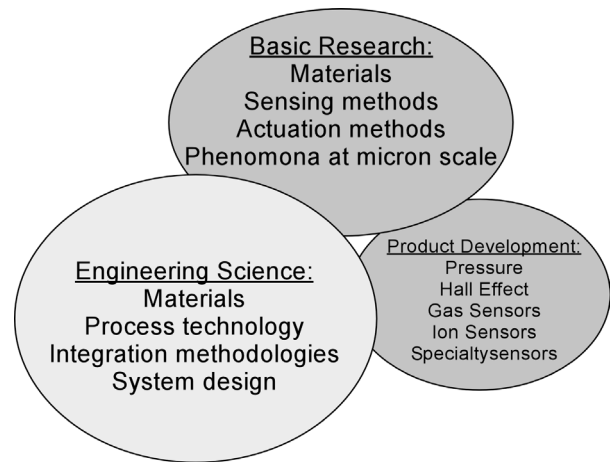 Basic Research:
Materials
Sensing methods
Actuation methods
Phenomona at micron scale
Engineering Science:
Materials
Process technology
Integration methodologies
System design
Product Development:
Pressure
Hall Effect
Gas Sensors
Ion Sensors
Specialtysensors